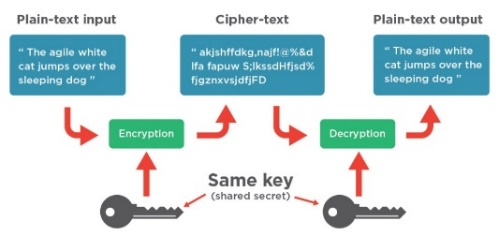 Plain-text input
Cipher-text
Plain-text output
“ The agile white
cat jumps over the
sleeping dog ”
“ akjshffdkg,najf!@%&d
lfa fapuw S;lkssdHfjsd%
fjgznxvsjdfjFD
“ The agile white
cat jumps over the
sleeping dog ”
Encryption
Decryption
Same key
(shared secret)